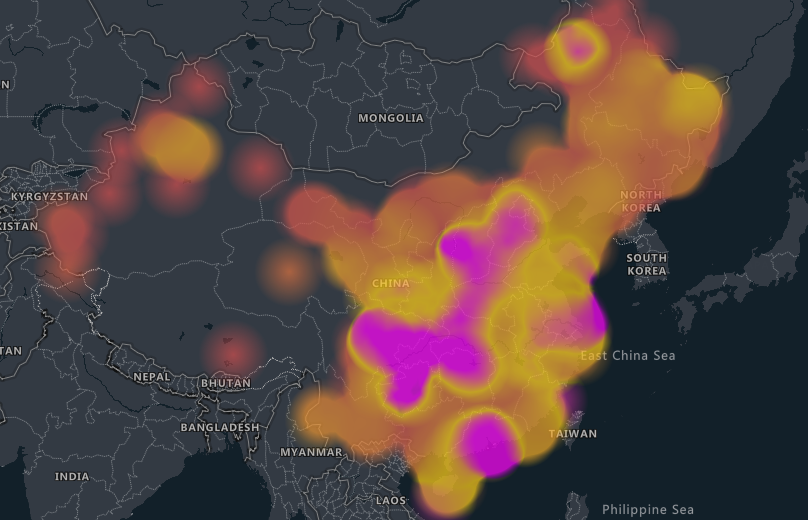 N
MONGOLIA
KYRGYZSTAN
NORTH
KOREA
KISTAN
SOUTH
KOREA
CHINA
TAN
East China Sea
NEPAL
BHUTAN
BANGLADESH
TAIWAN
MYANMAR
INDIA
LAOS
Philippine Sea